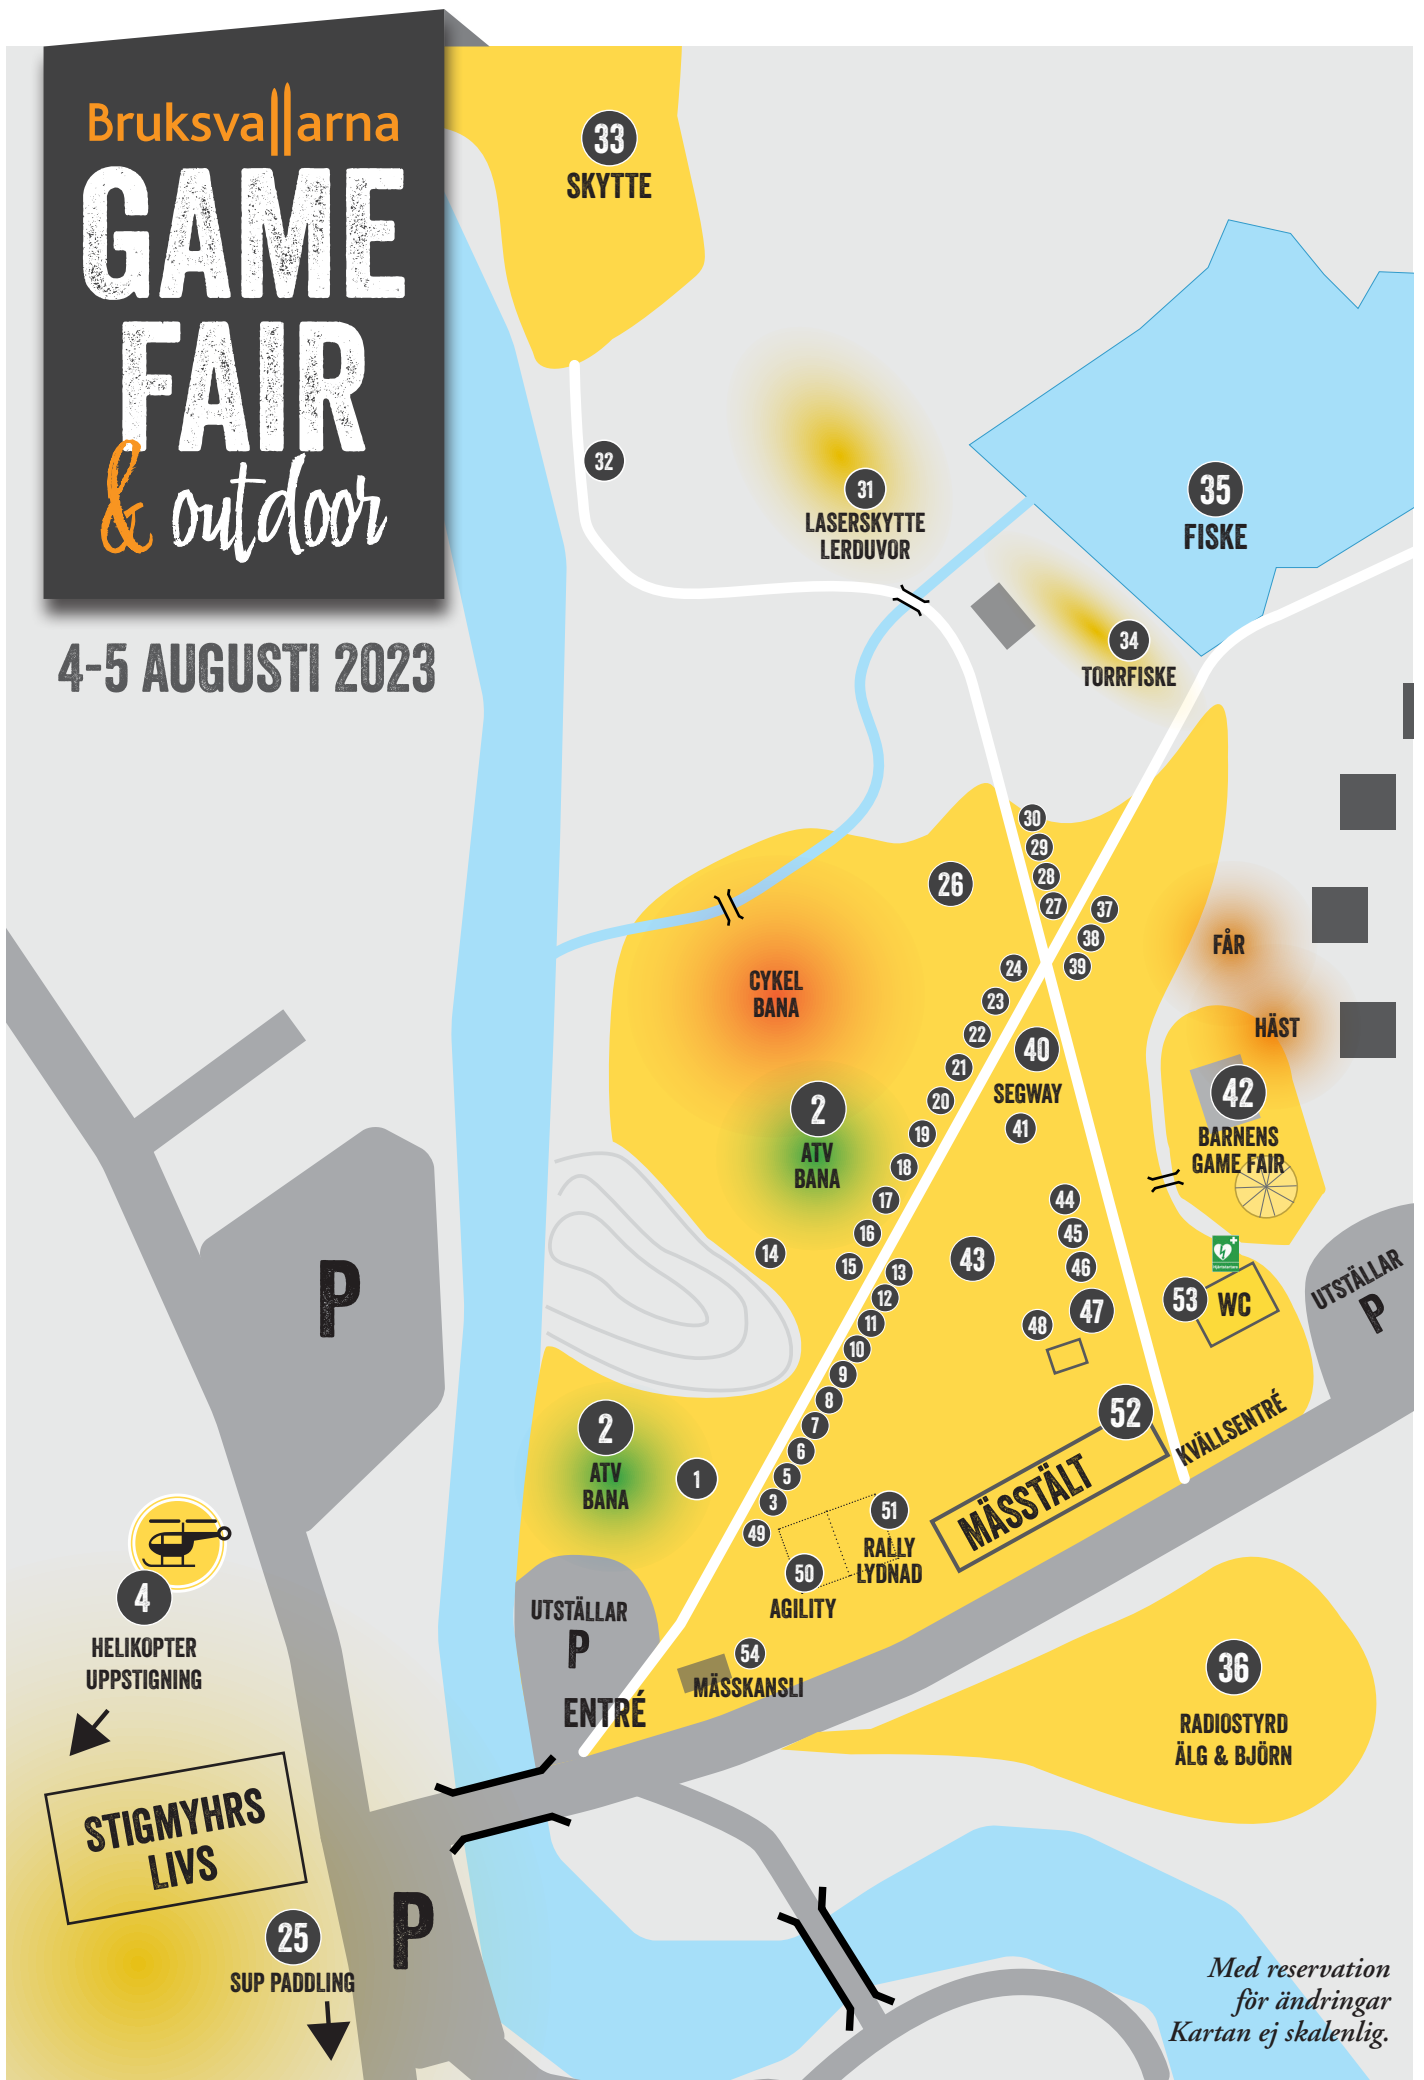 Bruksvallarna
GAME
FAIR
& outdoor
4-5 AUGUSTI 2023
33
SKYTTE
32
31
LASERSKYTTE
LERDUVOR
35
FISKE
34
TORRFISKE
30
29
28
27
26
37
38
39
24
23
22
21
20
19
18
17
16
15
14
FÅR
HÄST
CYKEL
BANA
2
ATV
BANA
40
SEGWAY
41
42
BARNENS
GAME FAIR
44
45
46
47
48
43
13
12
11
10
9
8
7
6
5
3
49
53
WC
UTSTÄLLAR
P
P
52
MÄSSTÄLT
KVÄLLSENTRÉ
2
ATV
BANA
1
51
RALLY
LYDNAD
50
AGILITY
UTSTÄLLAR
P
54
MÄSSKANSLI
ENTRÉ
4
HELIKOPTER
UPPSTIGNING
36
RADIOSTYRD
ÄLG & BJÖRN
STIGMYHRS
LIVS
P
25
SUP PADDLING
Med reservation
för ändringar
Kartan ej skalenlig.